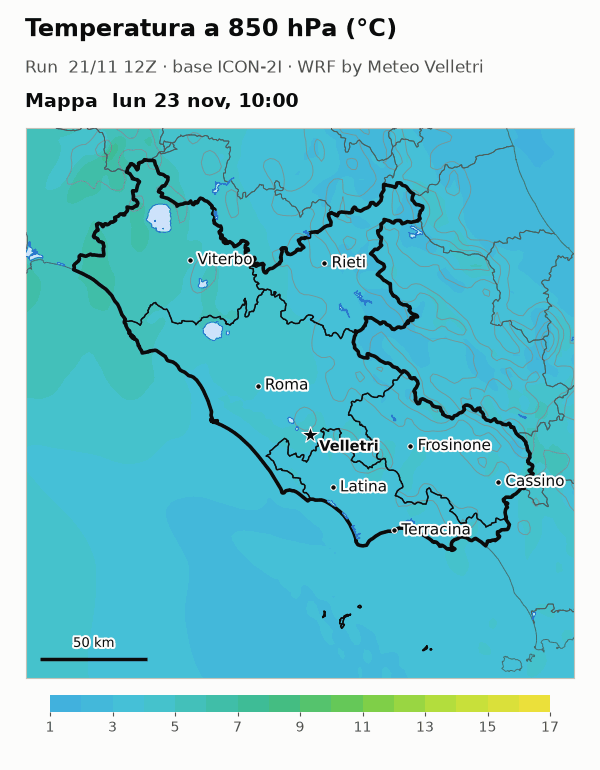 Temperatura a 850 hPa (°C)
Run  21/11 12Z · base ICON-2I · WRF by Meteo Velletri
Mappa  lun 23 nov, 10:00
Viterbo
Rieti
Roma
Velletri
Frosinone
Cassino
Latina
Terracina
50 km
1 3 5 7 9 11 13 15 17